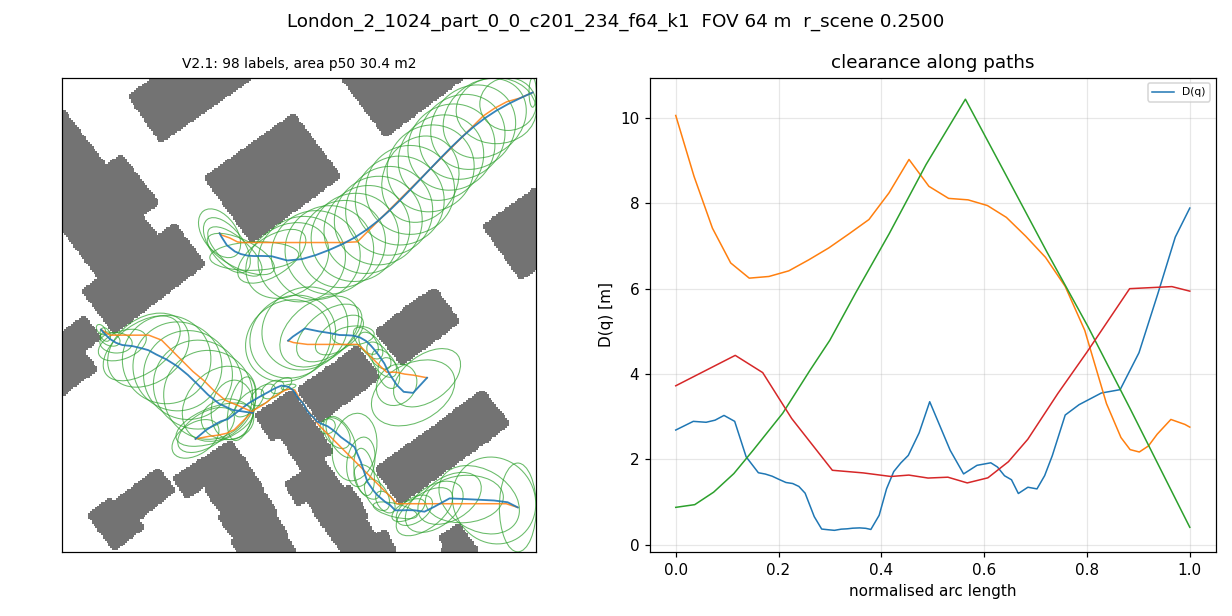 London_2_1024_part_0_0_c201_234_f64_k1 FOV 64 m r_scene 0.2500
V2.1: 98 labels, area p50 30.4 m2
clearance along paths
D(q)
D(q) [m]
10
8
6
4
2
0
0.0 0.2 0.4 0.6 0.8 1.0
normalised arc length